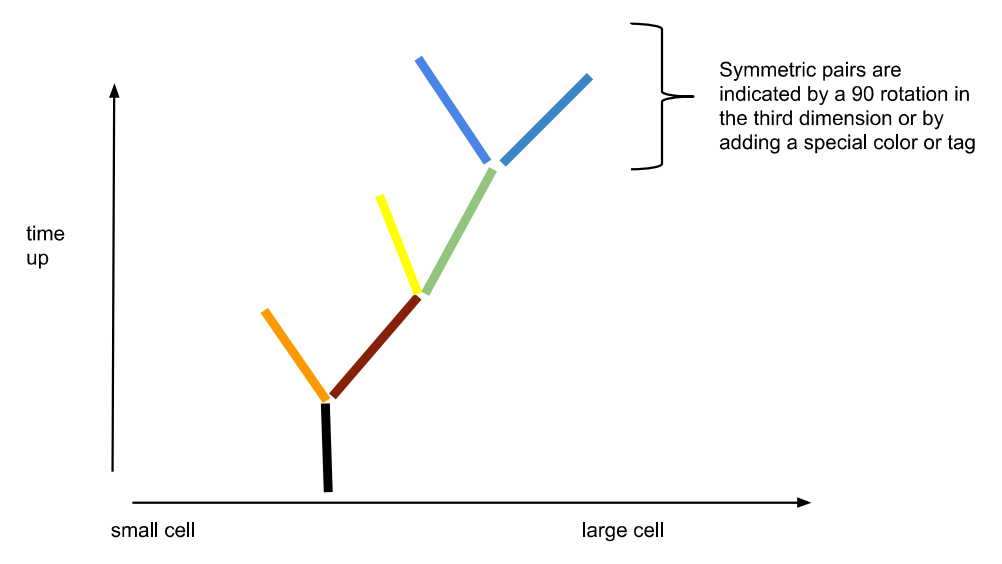 Symmetric pairs are
indicated by a 90 rotation in
the third dimension or by
adding a special color or tag
time
up
small cell
large cell